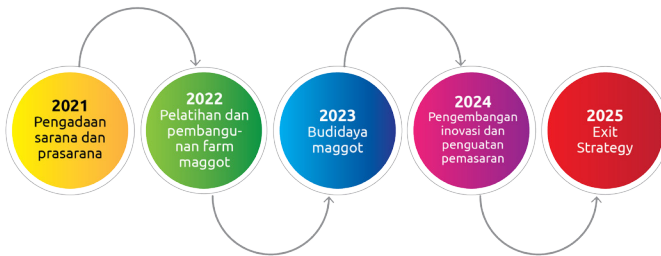 2021
Pengadaan
sarana dan
prasarana
2022
Pelatihan dan
pembangu-
nan farm
maggot
2023
Budidaya
maggot
2024
Pengembangan
inovasi dan
penguatan
pemasaran
2025
Exit
Strategy